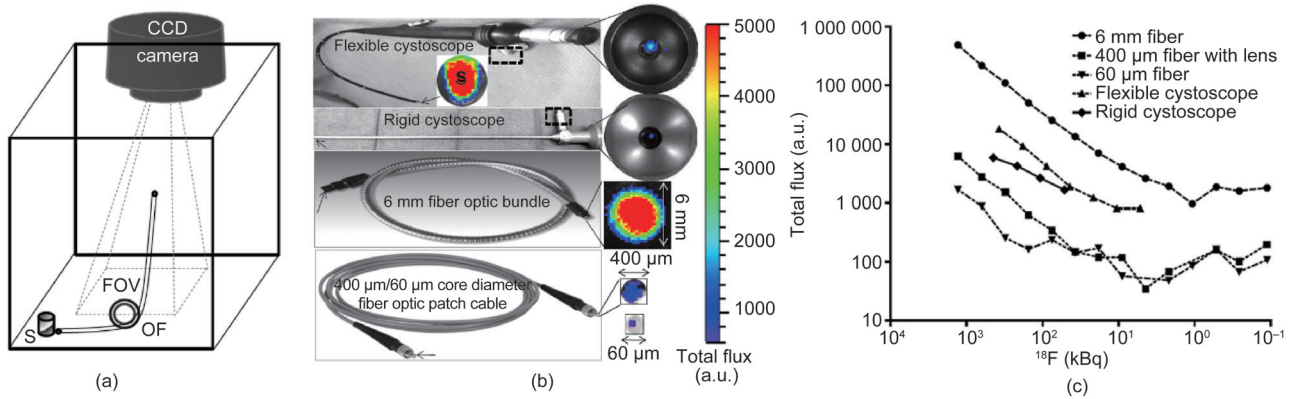 CCD
camera
FOV
OF
S
(a)
Flexible cystoscope
S
Rigid cystoscope
6 mm fiber optic bundle
6 mm
400 μm/60 μm core diameter
fiber optic patch cable
400 μm
60 μm
5000
4000
3000
2000
1000
Total flux
(a.u.)
(b)
Total flux (a.u.)
1 000 000
100 000
10 000
1 000
100
10
6 mm fiber
400 μm fiber with lens
60 μm fiber
Flexible cystoscope
Rigid cystoscope
10⁴
10³
10²
10¹
10⁰
10⁻¹
¹⁸F (kBq)
(c)